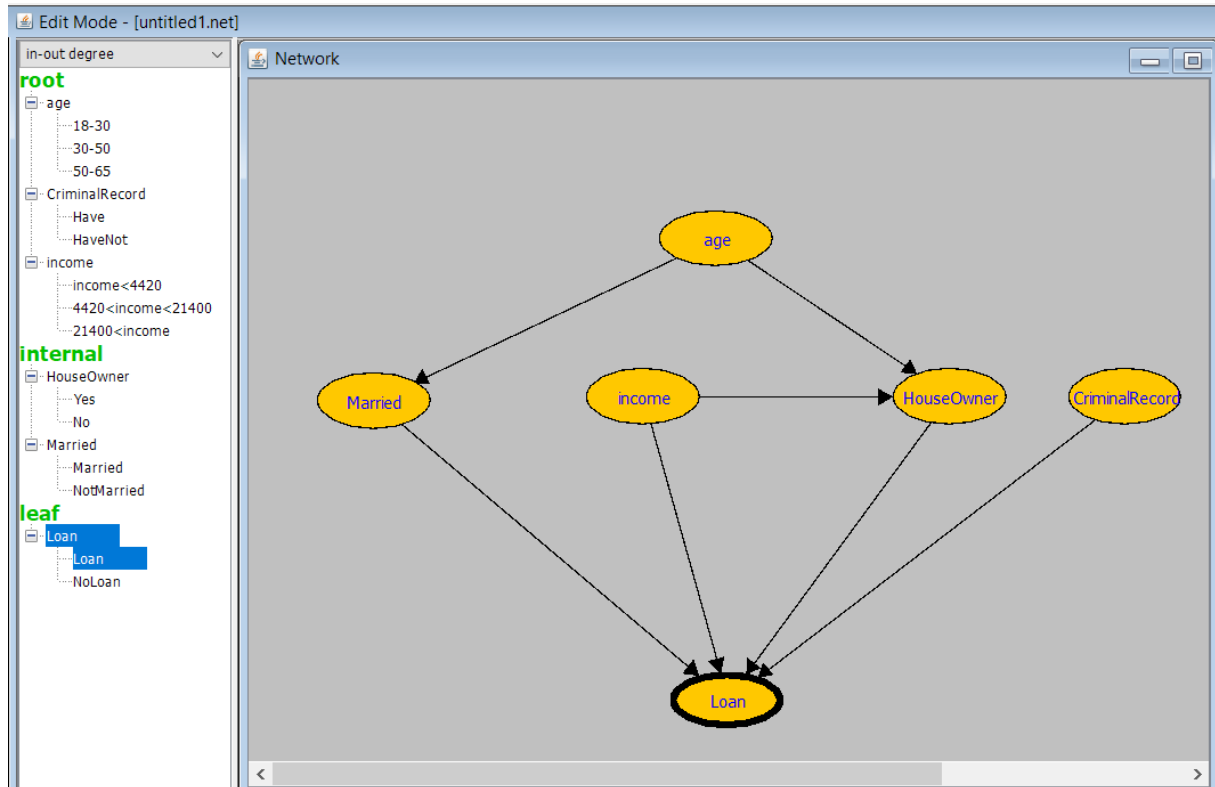 Edit Mode - [untitled1.net]
in-out degree
root
age
18-30
30-50
50-65
CriminalRecord
Have
HaveNot
income
income<4420
4420<income<21400
21400<income
internal
HouseOwner
Yes
No
Married
Married
NotMarried
leaf
Loan
Loan
NoLoan
Network
age
Married
income
HouseOwner
CriminalRecord
Loan